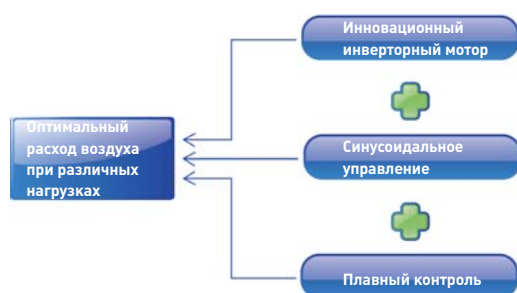 Инновационный
инверторный мотор
Оптимальный
расход воздуха
при различных
нагрузках
Синусоидальное
управление
Плавный контроль